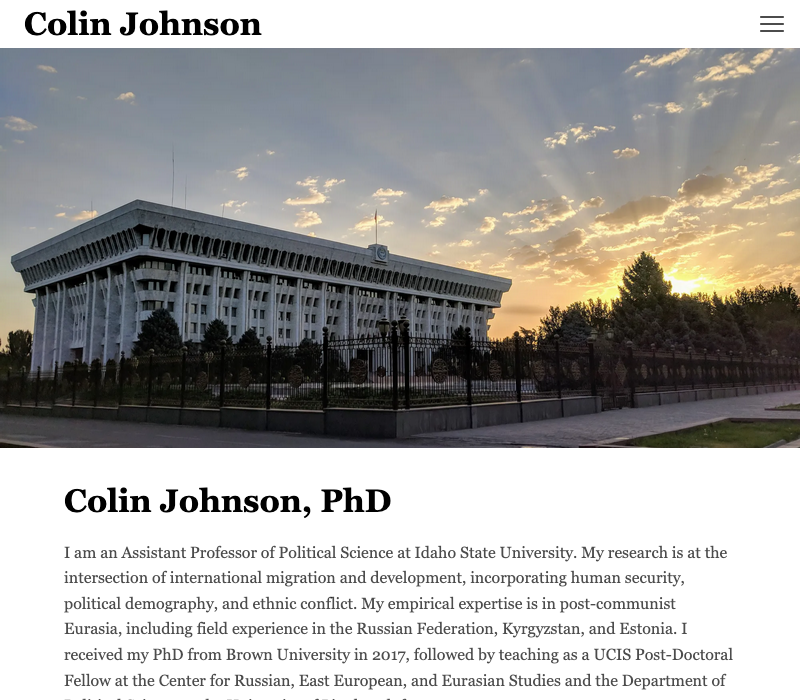 Colin Johnson
Colin Johnson, PhD
I am an Assistant Professor of Political Science at Idaho State University. My research is at the
intersection of international migration and development, incorporating human security,
political demography, and ethnic conflict. My empirical expertise is in post-communist
Eurasia, including field experience in the Russian Federation, Kyrgyzstan, and Estonia. I
received my PhD from Brown University in 2017, followed by teaching as a UCIS Post-Doctoral
Fellow at the Center for Russian, East European, and Eurasian Studies and the Department of